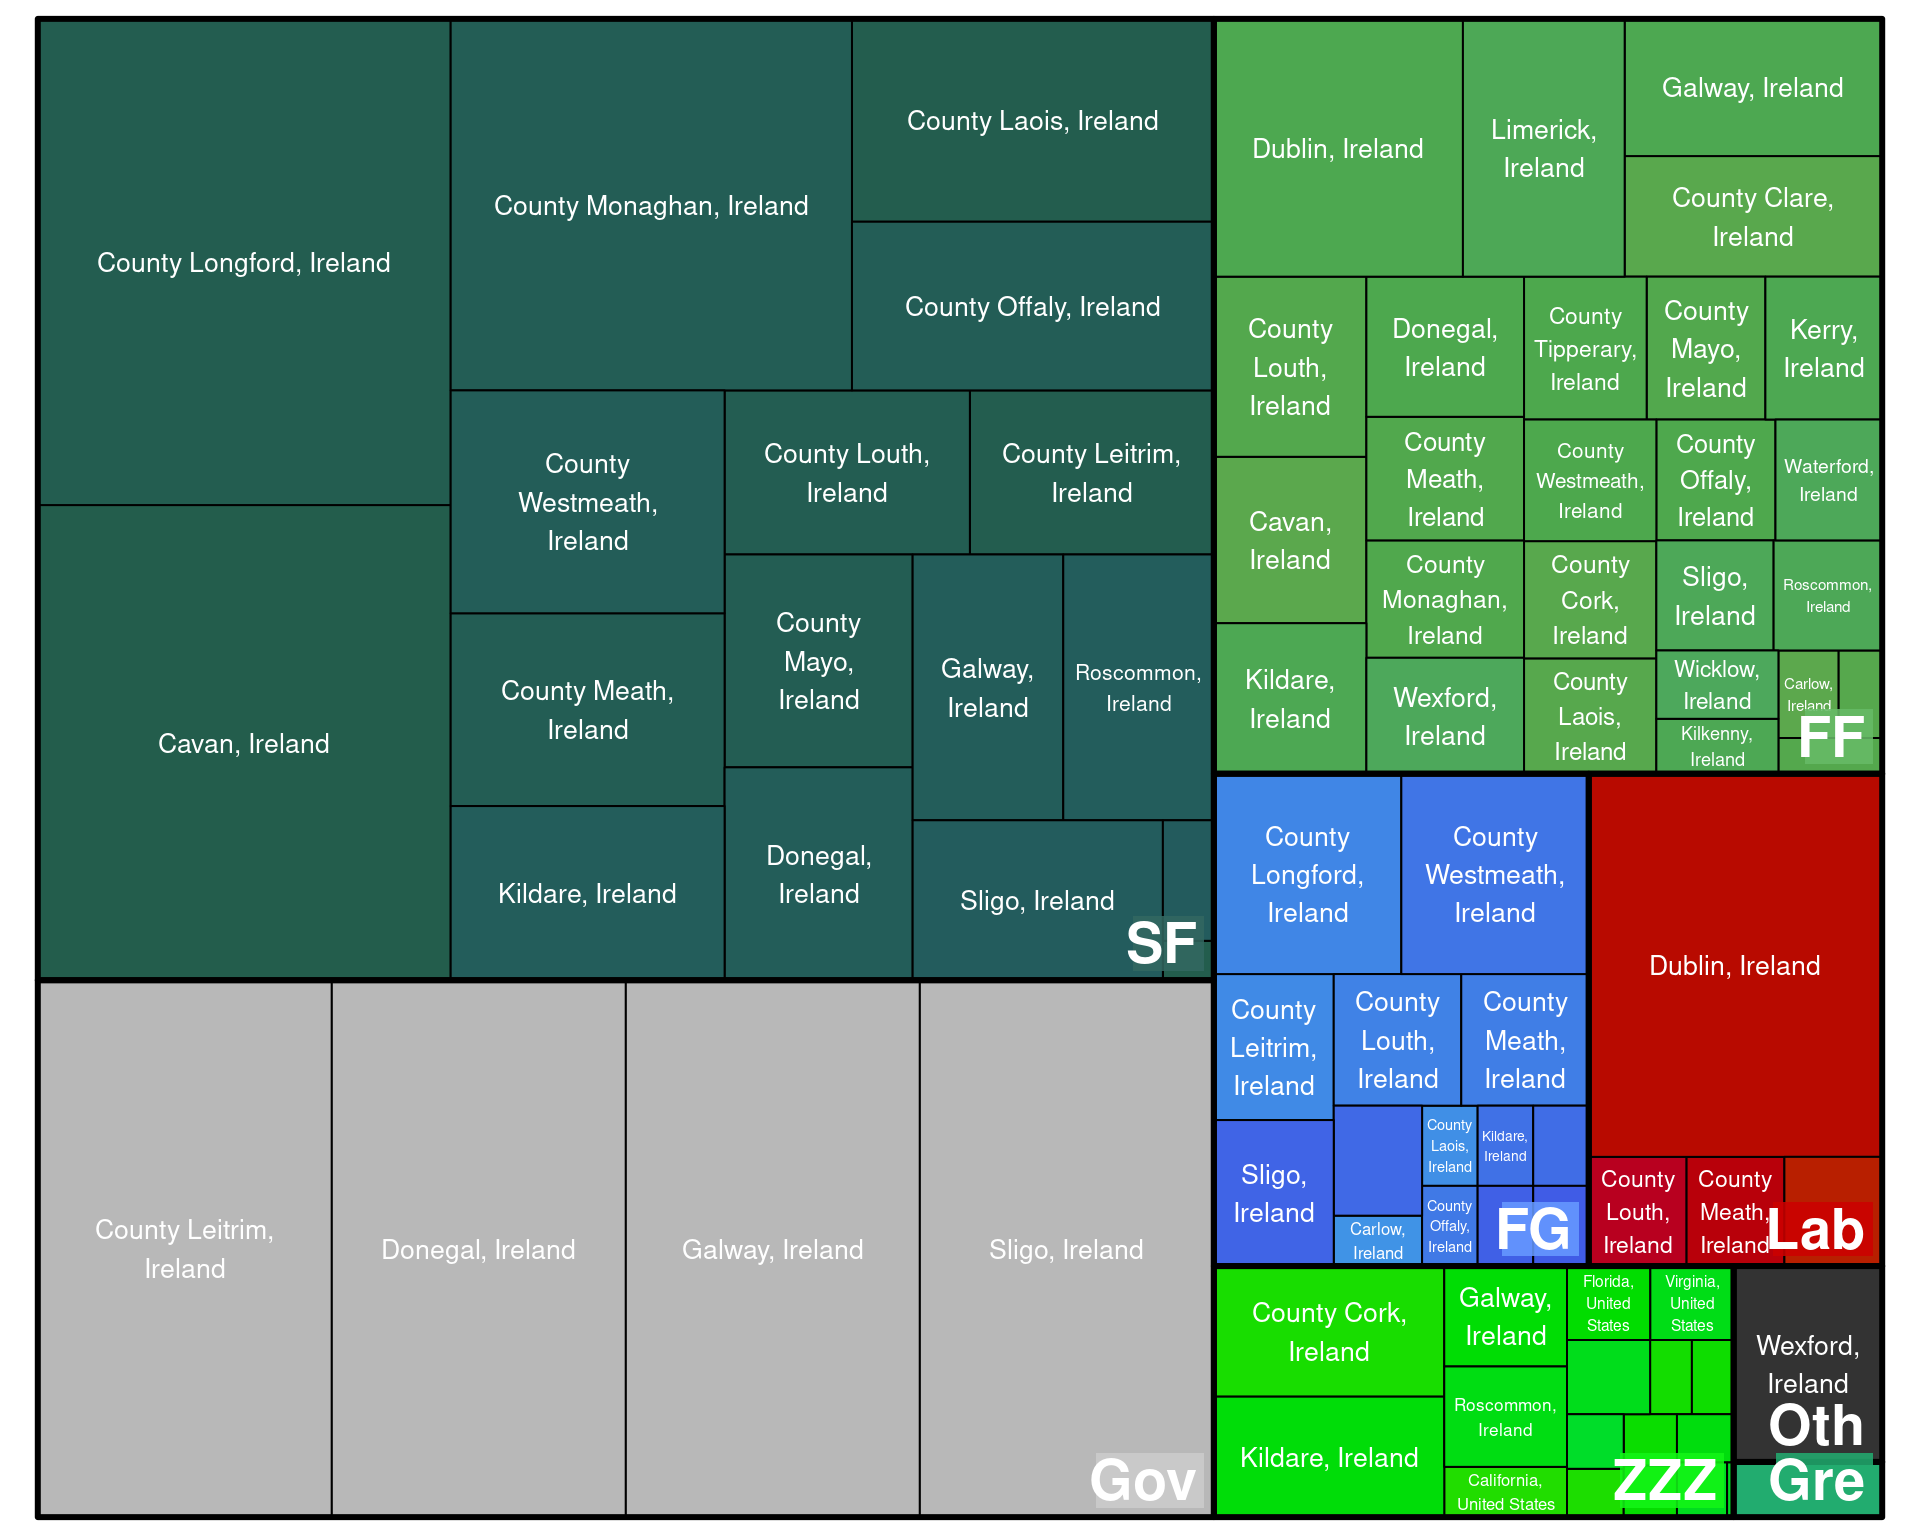 County Longford, Ireland
Cavan, Ireland
County Monaghan, Ireland
County Laois, Ireland
County Offaly, Ireland
County
Westmeath,
Ireland
County Louth,
Ireland
County Leitrim,
Ireland
County Meath,
Ireland
Kildare, Ireland
County
Mayo,
Ireland
Donegal,
Ireland
Galway,
Ireland
Roscommon,
Ireland
Sligo, Ireland
SF
County Leitrim,
Ireland
Donegal, Ireland
Galway, Ireland
Sligo, Ireland
Gov
Dublin, Ireland
Limerick,
Ireland
Galway, Ireland
County Clare,
Ireland
County
Louth,
Ireland
Cavan,
Ireland
Kildare,
Ireland
Donegal,
Ireland
County
Meath,
Ireland
County
Monaghan,
Ireland
Wexford,
Ireland
County
Tipperary,
Ireland
County
Mayo,
Ireland
Kerry,
Ireland
County
Westmeath,
Ireland
County
Offaly,
Ireland
Waterford,
Ireland
County
Cork,
Ireland
County
Laois,
Ireland
Sligo,
Ireland
Roscommon,
Ireland
Wicklow,
Ireland
Kilkenny,
Ireland
Carlow,
Ireland
FF
County
Longford,
Ireland
County
Westmeath,
Ireland
County
Leitrim,
Ireland
Sligo,
Ireland
County
Louth,
Ireland
County
Meath,
Ireland
Carlow,
Ireland
County
Laois,
Ireland
County
Offaly,
Ireland
Kildare,
Ireland
FG
Dublin, Ireland
County
Louth,
Ireland
County
Meath,
Ireland
Lab
County Cork,
Ireland
Kildare, Ireland
Galway,
Ireland
Roscommon,
Ireland
California,
United States
Florida,
United
States
Virginia,
United
States
ZZZ
Wexford,
Ireland
Oth
Gre